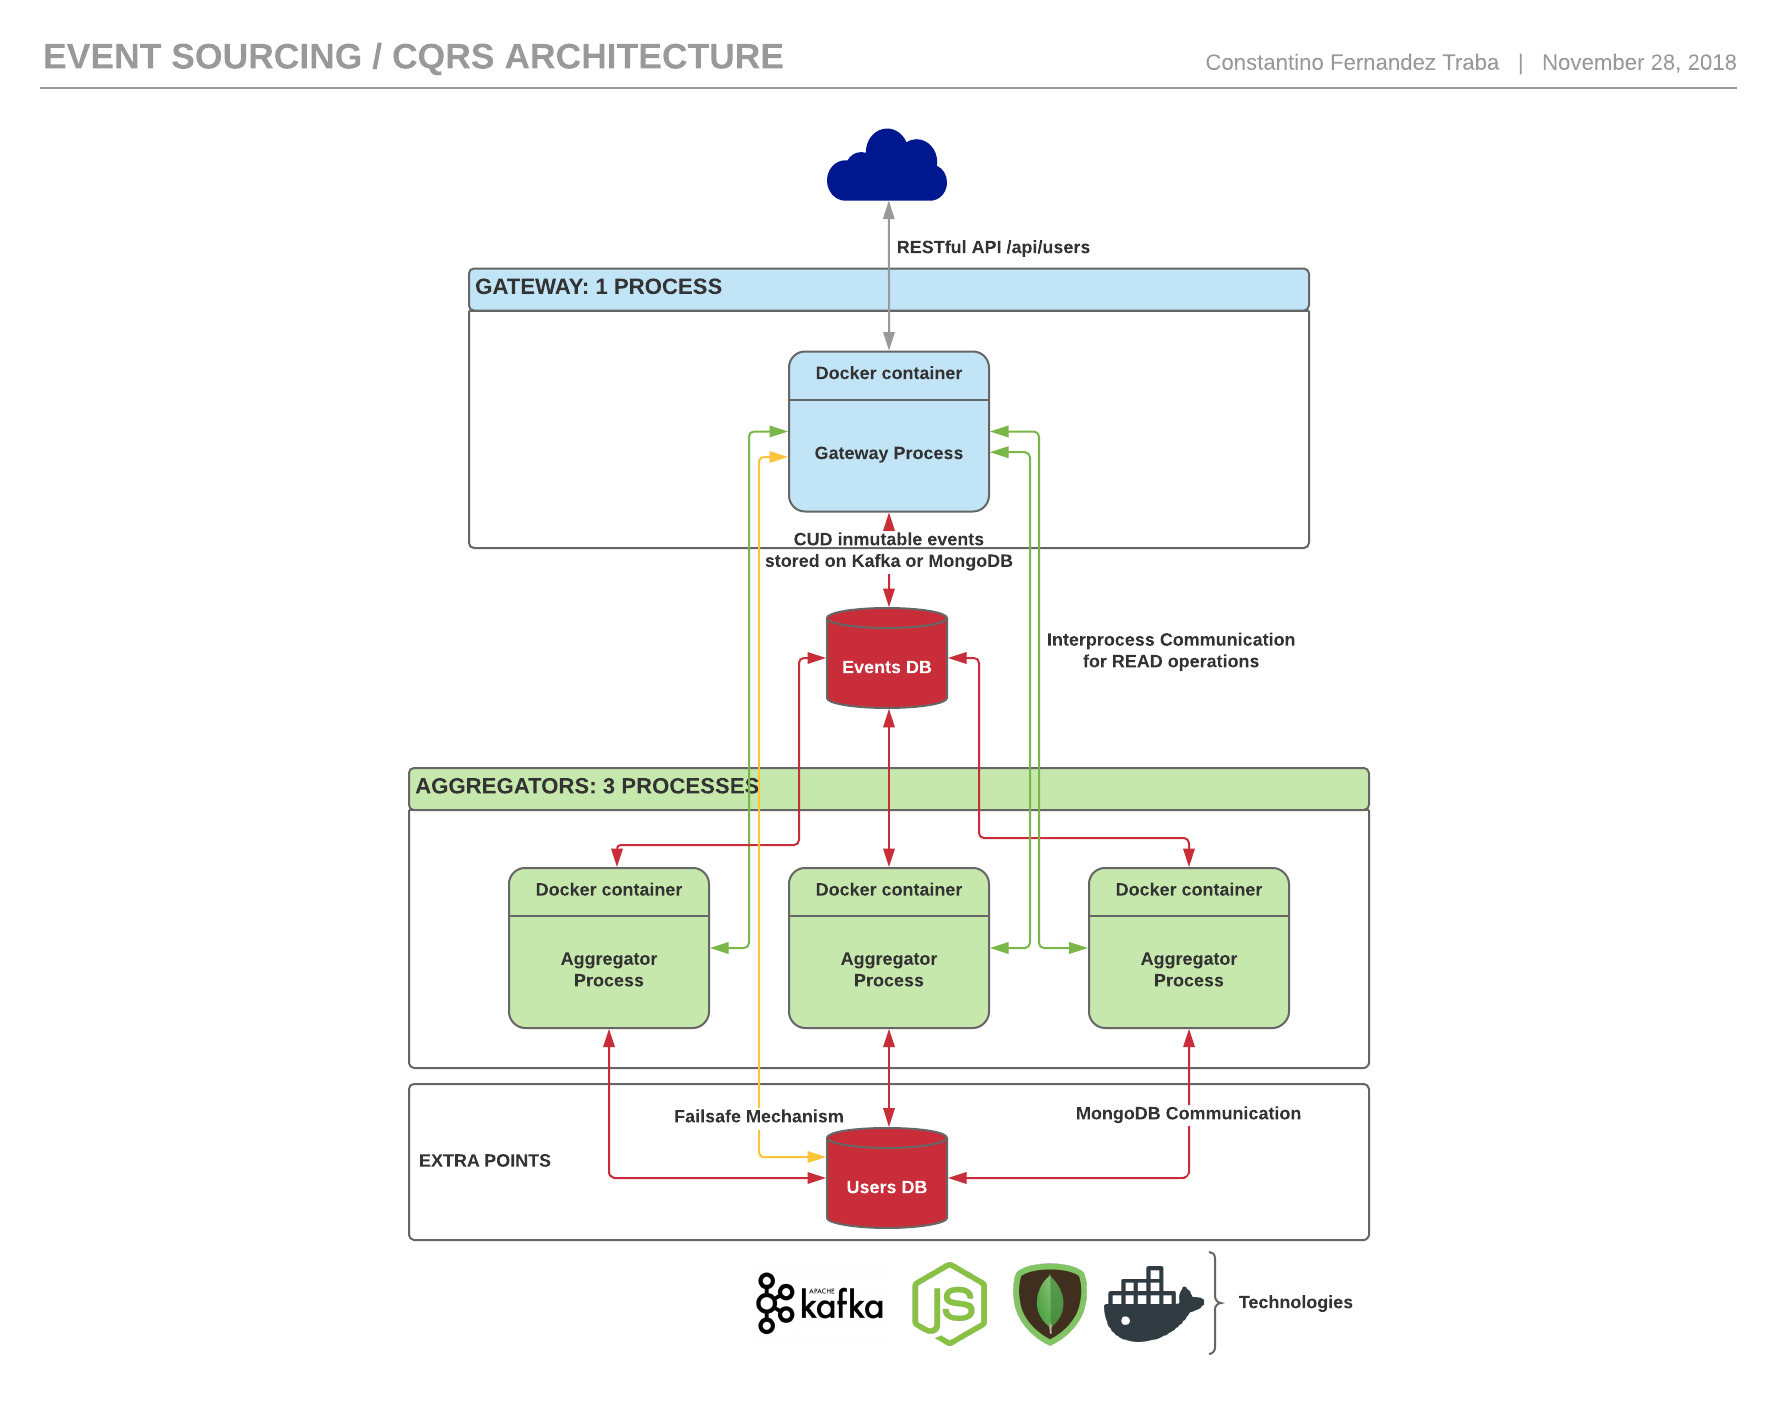 EVENT SOURCING / CQRS ARCHITECTURE
Constantino Fernandez Traba | November 28, 2018
RESTful API /api/users
GATEWAY: 1 PROCESS
Docker container
Gateway Process
CUD inmutable events
stored on Kafka or MongoDB
Events DB
Interprocess Communication
for READ operations
AGGREGATORS: 3 PROCESSES
Docker container
Aggregator
Process
Docker container
Aggregator
Process
Docker container
Aggregator
Process
Failsafe Mechanism
MongoDB Communication
EXTRA POINTS
Users DB
APACHE
kafka
JS
Technologies